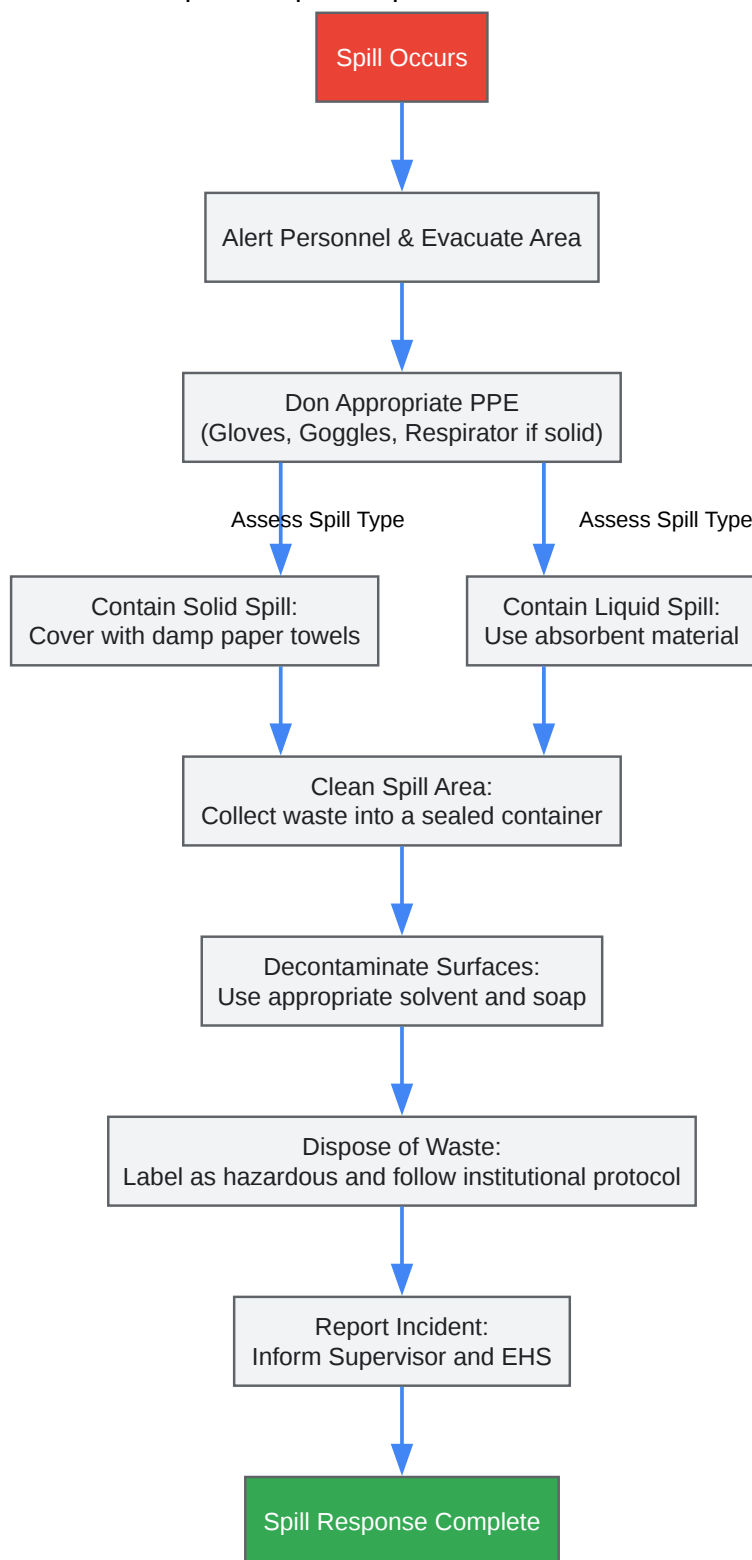 Spill Occurs
Alert Personnel & Evacuate Area
Don Appropriate PPE
(Gloves, Goggles, Respirator if solid)
Assess Spill Type
Assess Spill Type
Contain Solid Spill:
Cover with damp paper towels
Contain Liquid Spill:
Use absorbent material
Clean Spill Area:
Collect waste into a sealed container
Decontaminate Surfaces:
Use appropriate solvent and soap
Dispose of Waste:
Label as hazardous and follow institutional protocol
Report Incident:
Inform Supervisor and EHS
Spill Response Complete